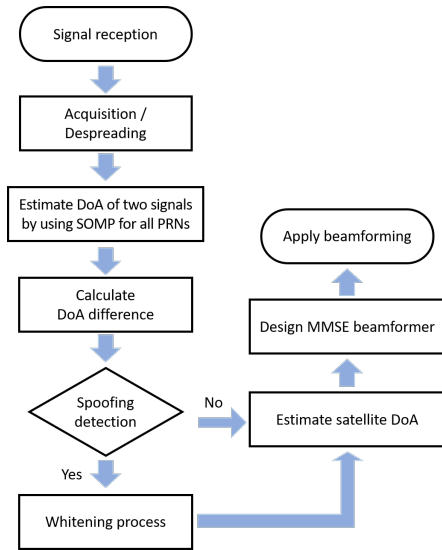 Signal reception
Acquisition /
Despreading
Estimate DoA of two signals
by using SOMP for all PRNs
Calculate
DoA difference
Spoofing
detection
No
Yes
Whitening process
Estimate satellite DoA
Design MMSE beamformer
Apply beamforming